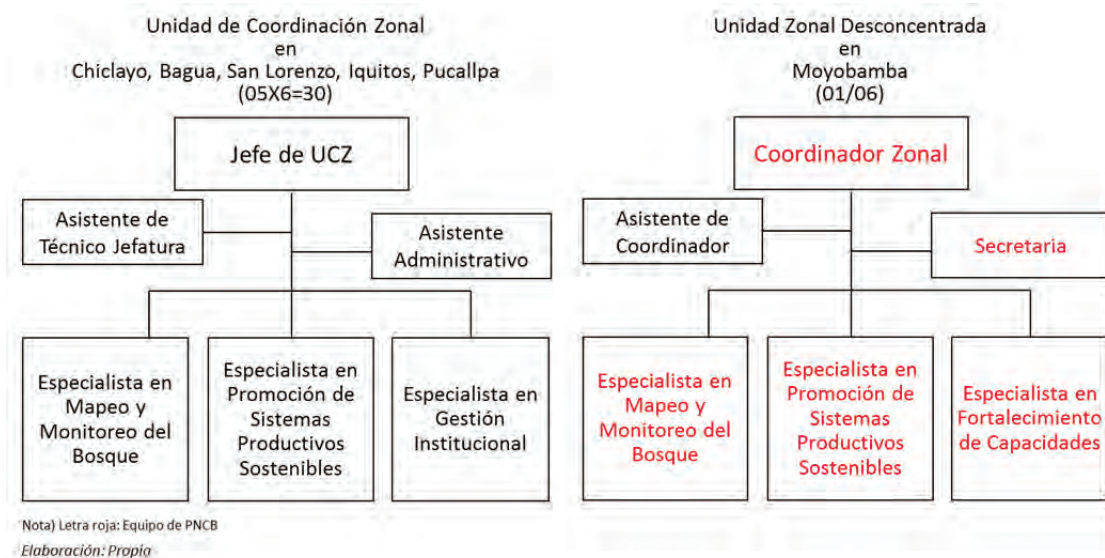 Unidad de Coordinación Zonal
en
Chiclayo, Bagua, San Lorenzo, Iquitos, Pucallpa
(05X6=30)
Jefe de UCZ
Asistente de
Técnico Jefatura
Asistente
Administrativo
Especialista en
Mapeo y
Monitoreo del
Bosque
Especialista en
Promoción de
Sistemas
Productivos
Sostenibles
Especialista en
Gestión
Institucional
Unidad Zonal Desconcentrada
en
Moyobamba
(01/06)
Coordinador Zonal
Asistente de
Coordinador
Secretaria
Especialista en
Mapeo y
Monitoreo del
Bosque
Especialista en
Promoción de
Sistemas
Productivos
Sostenibles
Especialista en
Fortalecimiento
de Capacidades
Nota) Letra roja: Equipo de PNCB
Elaboración: Propia